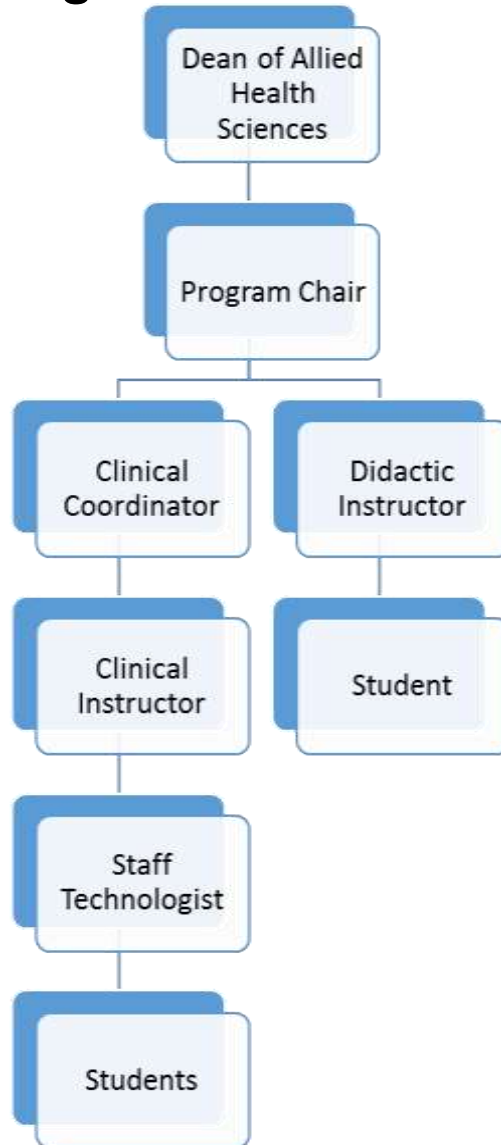 Dean of Allied
Health
Sciences
Program Chair
Clinical
Coordinator
Didactic
Instructor
Clinical
Instructor
Student
Staff
Technologist
Students